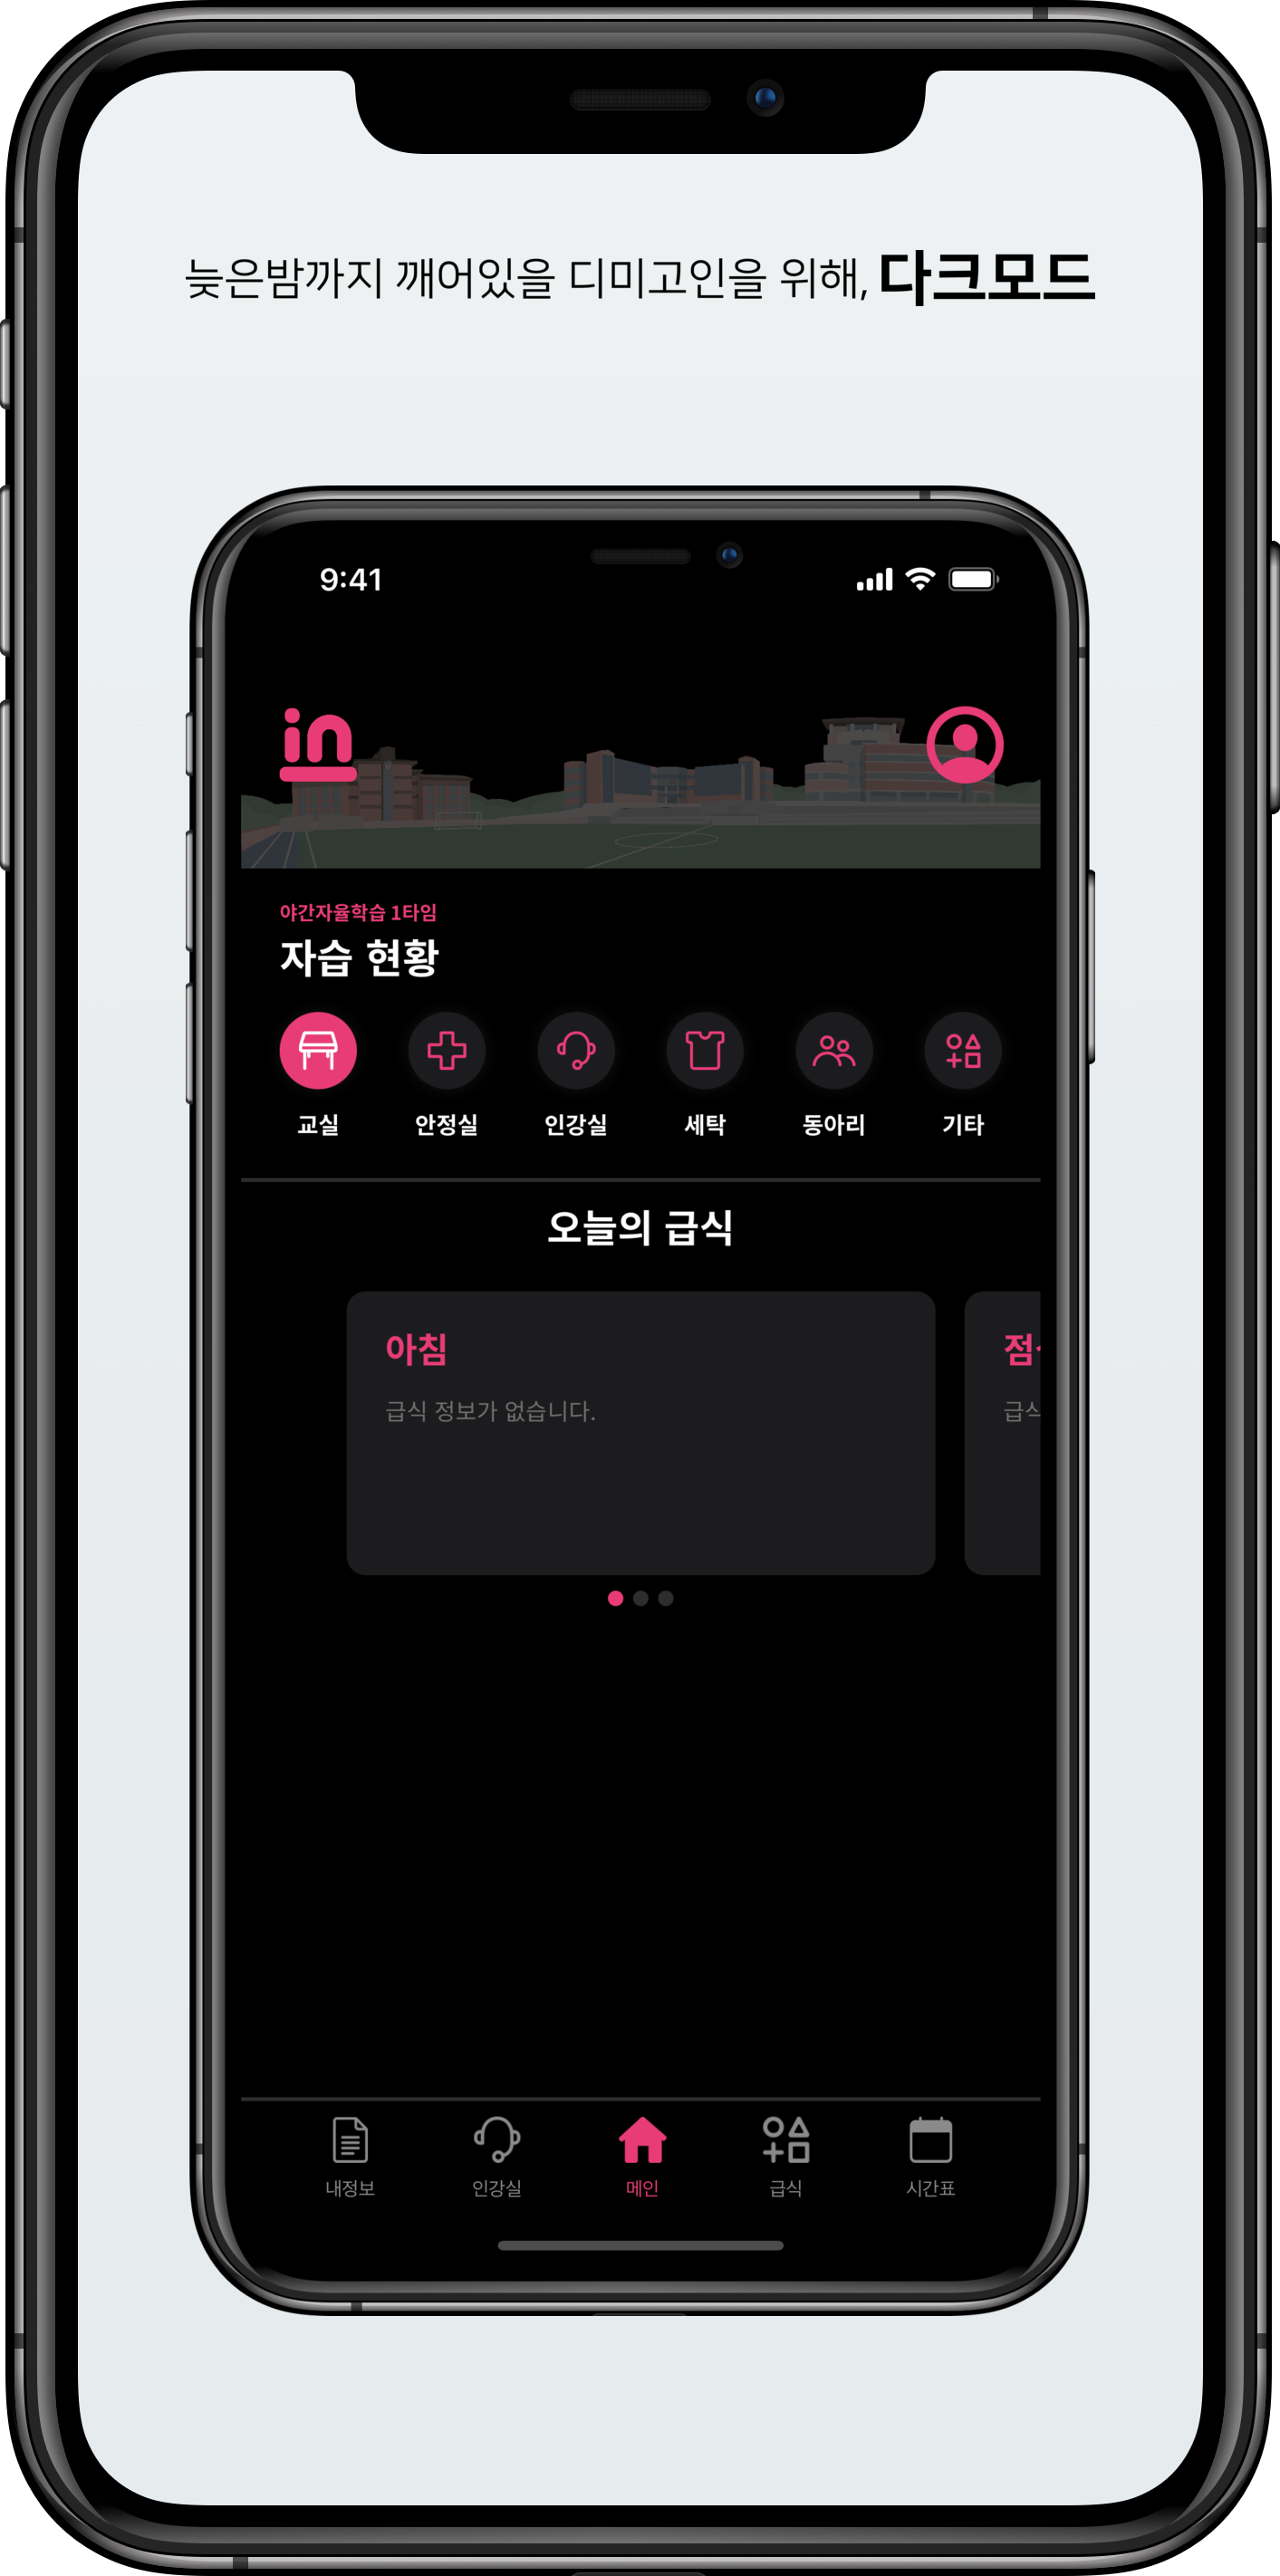 늦은밤까지 깨어있을 디미고인을 위해, 다크모드
9:41
in
야간자율학습 1타임
자습 현황
교실 안정실 인강실 세탁 동아리 기타
오늘의 급식
아침 점
급식 정보가 없습니다. 급식
내정보 인강실 메인 급식 시간표